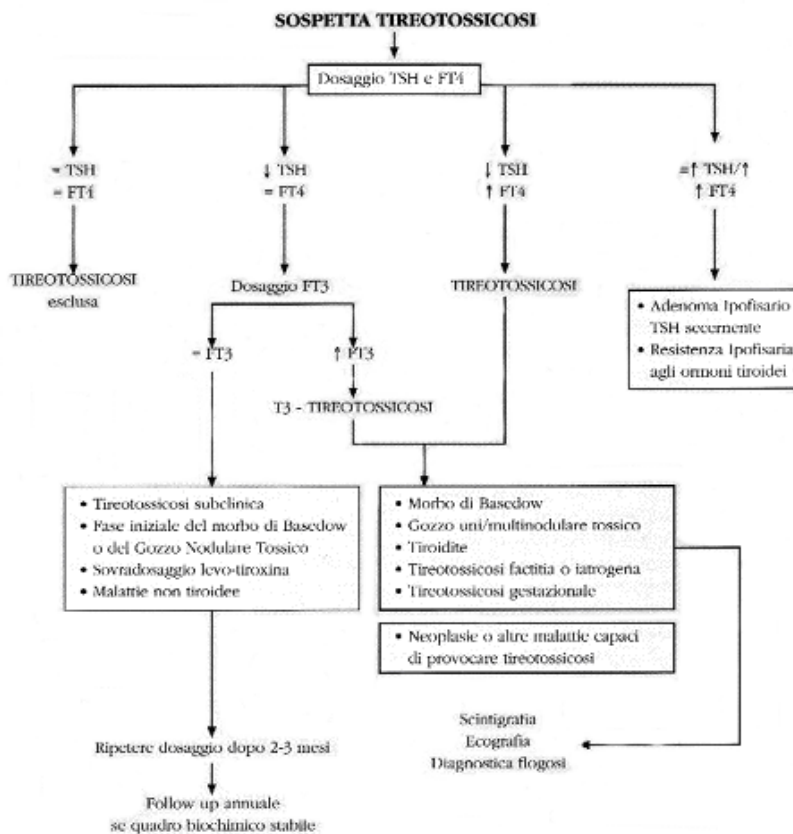 SOSPETTA TIREOTOSSICOSI
Dosaggio TSH e FT4
= TSH
= FT4
↓ TSH
= FT4
↓ TSH
↑ FT4
=↑ TSH/↑
↑ FT4
TIREOTOSSICOSI
esclusa
Dosaggio FT3
TIREOTOSSICOSI
• Adenoma Ipofisario
TSH secernente
• Resistenza Ipofisaria
agli ormoni tiroidei
= FT3
↑ FT3
T3 - TIREOTOSSICOSI
• Tireotossicosi subclinica
• Fase iniziale del morbo di Basedow
o del Gozzo Nodulare Tossico
• Sovradosaggio levo-tiroxina
• Malattie non tiroidee
• Morbo di Basedow
• Gozzo uni/multinodulare tossico
• Tiroidite
• Tireotossicosi factitia o iatrogena
• Tireotossicosi gestazionale
• Neoplasie o altre malattie capaci
di provocare tireotossicosi
Scintigrafia
Ecografia
Diagnostica flogosi
Ripetere dosaggio dopo 2-3 mesi
Follow up annuale
se quadro biochimico stabile